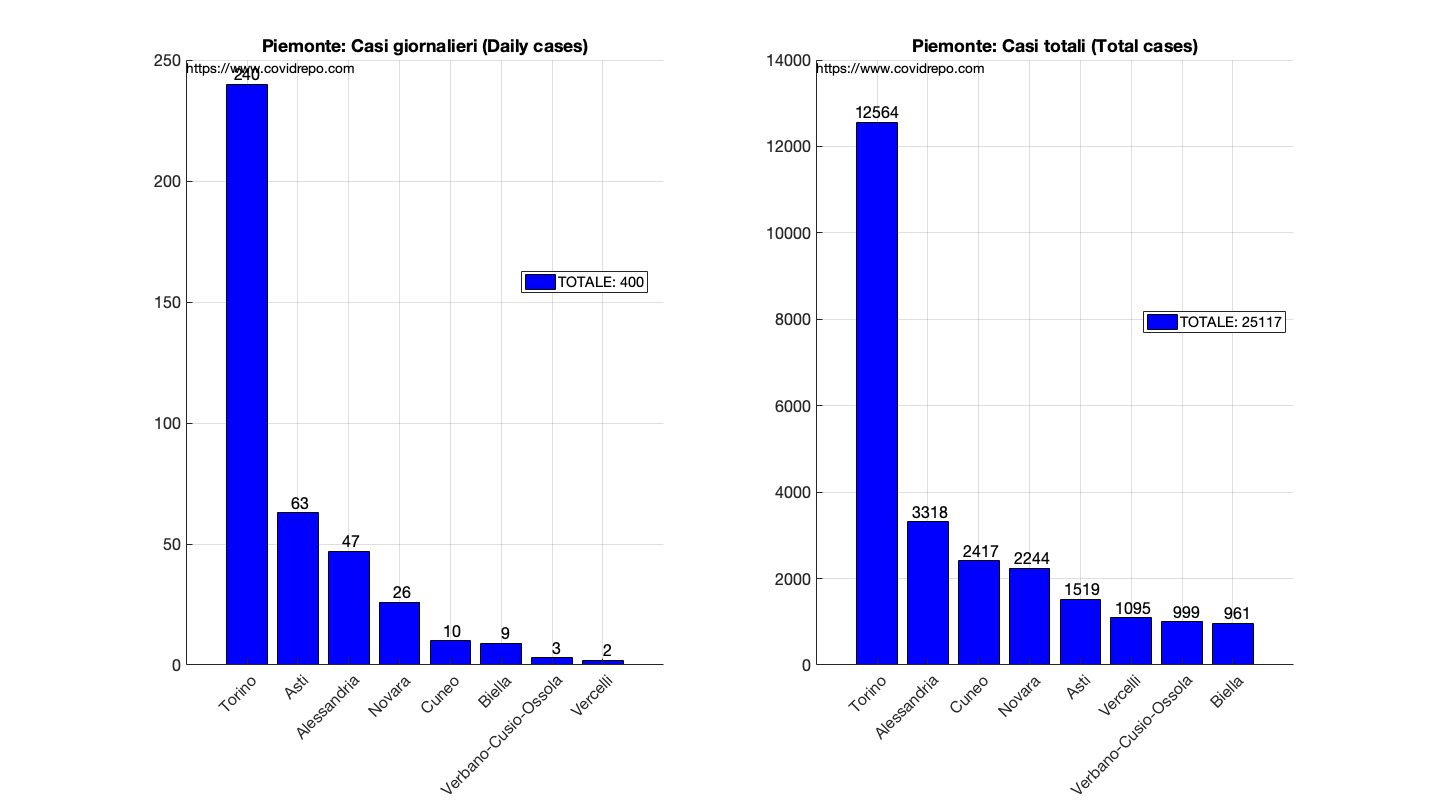 Piemonte: Casi giornalieri (Daily cases)
250
https://www.covidrepo.com
240
200
150
TOTALE: 400
100
63
50
47
26
10
9
3
2
0
Torino
Asti
Alessandria
Novara
Cuneo
Biella
Verbano-Cusio-Ossola
Vercelli
Piemonte: Casi totali (Total cases)
14000
https://www.covidrepo.com
12564
12000
10000
8000
TOTALE: 25117
6000
4000
3318
2417
2244
2000
1519
1095
999
961
0
Torino
Alessandria
Cuneo
Novara
Asti
Vercelli
Verbano-Cusio-Ossola
Biella